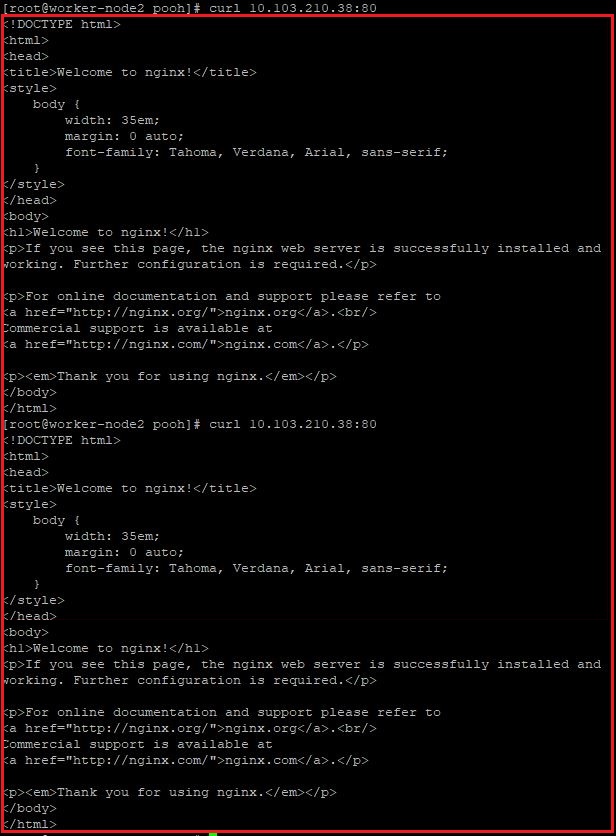 [root@worker-node2 pooh]# curl 10.103.210.38:80
<!DOCTYPE html>
<html>
<head>
<title>Welcome to nginx!</title>
<style>
    body {
        width: 35em;
        margin: 0 auto;
        font-family: Tahoma, Verdana, Arial, sans-serif;
    }
</style>
</head>
<body>
<h1>Welcome to nginx!</h1>
<p>If you see this page, the nginx web server is successfully installed and
working. Further configuration is required.</p>

<p>For online documentation and support please refer to
<a href="http://nginx.org/">nginx.org</a>.<br/>
Commercial support is available at
<a href="http://nginx.com/">nginx.com</a>.</p>

<p><em>Thank you for using nginx.</em></p>
</body>
</html>
[root@worker-node2 pooh]# curl 10.103.210.38:80
<!DOCTYPE html>
<html>
<head>
<title>Welcome to nginx!</title>
<style>
    body {
        width: 35em;
        margin: 0 auto;
        font-family: Tahoma, Verdana, Arial, sans-serif;
    }
</style>
</head>
<body>
<h1>Welcome to nginx!</h1>
<p>If you see this page, the nginx web server is successfully installed and
working. Further configuration is required.</p>

<p>For online documentation and support please refer to
<a href="http://nginx.org/">nginx.org</a>.<br/>
Commercial support is available at
<a href="http://nginx.com/">nginx.com</a>.</p>

<p><em>Thank you for using nginx.</em></p>
</body>
</html>